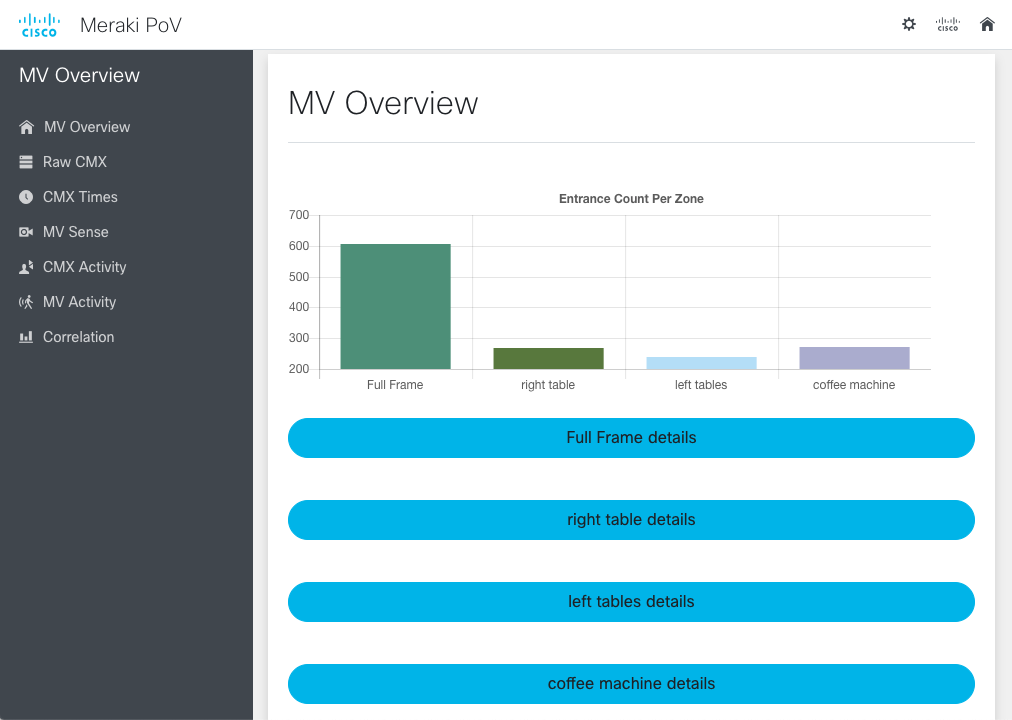 CISCO
Meraki PoV
CISCO
MV Overview
MV Overview
Raw CMX
CMX Times
MV Sense
CMX Activity
MV Activity
Correlation
MV Overview
Entrance Count Per Zone
700
600
500
400
300
200
Full Frame
right table
left tables
coffee machine
Full Frame details
right table details
left tables details
coffee machine details